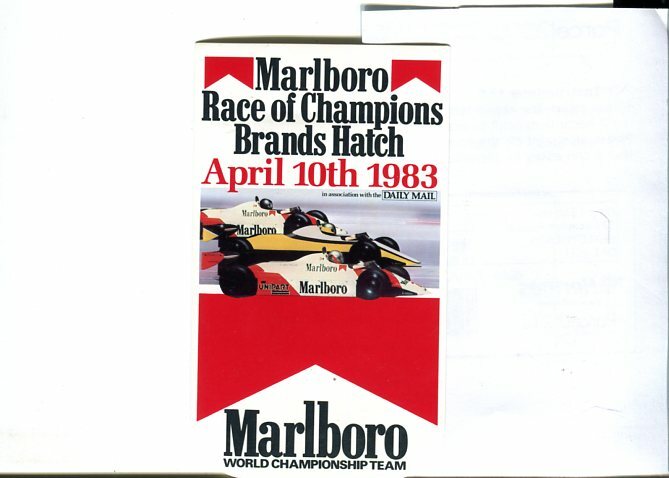 Marlboro
Race of Champions
Brands Hatch
April 10th 1983
in association with the DAILY MAIL
Marlboro
Marlboro
Marlboro
UNIPART
Marlboro
Marlboro
WORLD CHAMPIONSHIP TEAM